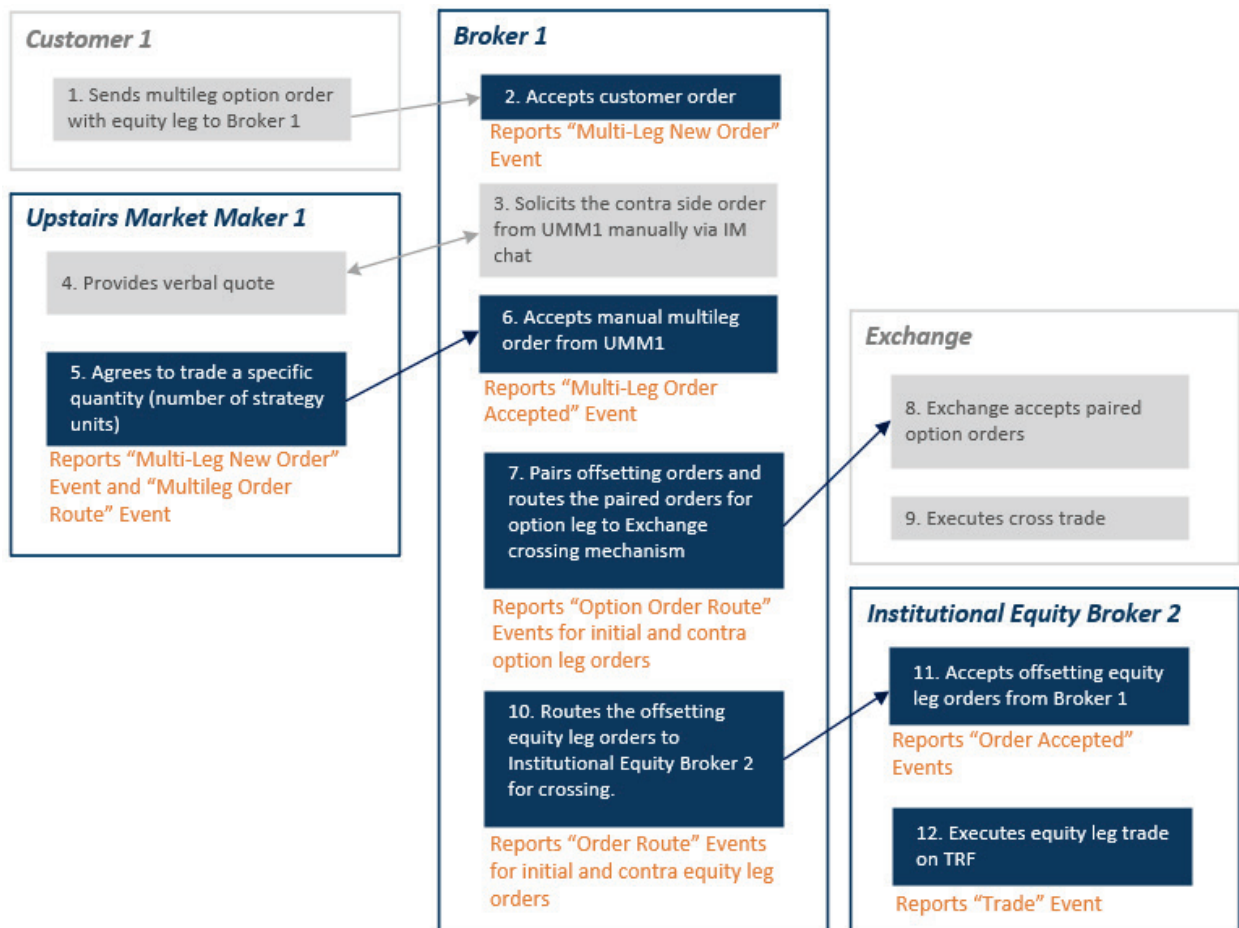 Customer 1
1. Sends multileg option order
with equity leg to Broker 1
Upstairs Market Maker 1
4. Provides verbal quote
5. Agrees to trade a specific
quantity (number of strategy
units)
Reports “Multi-Leg New Order”
Event and “Multileg Order
Route” Event
Broker 1
2. Accepts customer order
Reports “Multi-Leg New Order”
Event
3. Solicits the contra side order
from UMM1 manually via IM
chat
6. Accepts manual multileg
order from UMM1
Reports “Multi-Leg Order
Accepted” Event
7. Pairs offsetting orders and
routes the paired orders for
option leg to Exchange
crossing mechanism
Reports “Option Order Route”
Events for initial and contra
option leg orders
10. Routes the offsetting
equity leg orders to
Institutional Equity Broker 2
for crossing.
Reports “Order Route” Events
for initial and contra equity leg
orders
Exchange
8. Exchange accepts paired
option orders
9. Executes cross trade
Institutional Equity Broker 2
11. Accepts offsetting equity
leg orders from Broker 1
Reports “Order Accepted”
Events
12. Executes equity leg trade
on TRF
Reports “Trade” Event